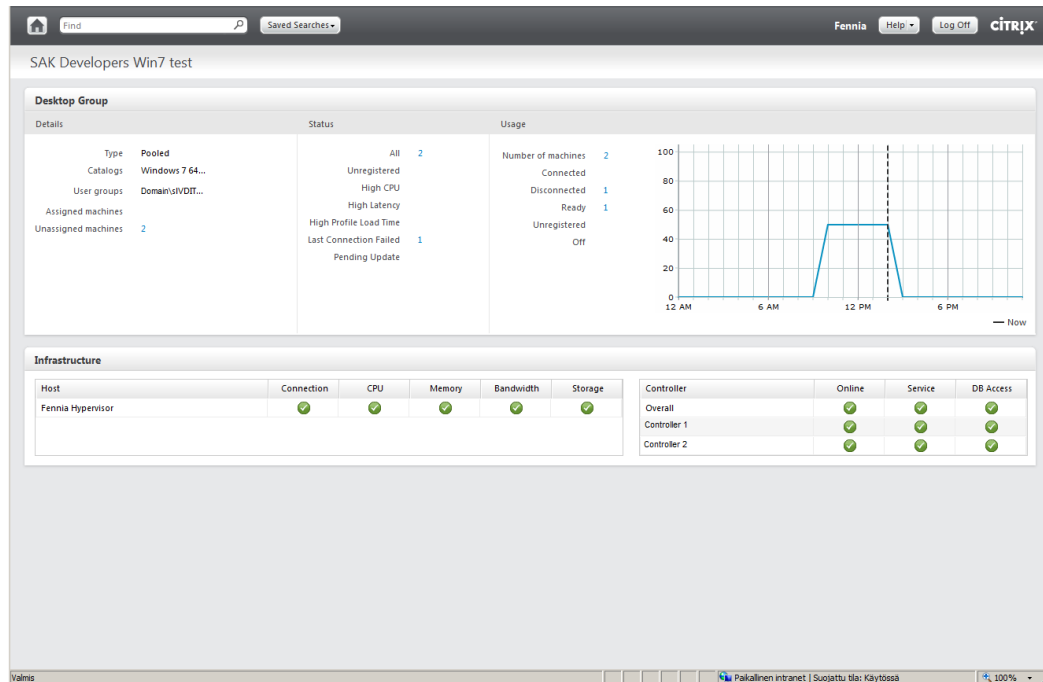 Find
Saved Searches
Fennia
Help
Log Off
CİTRIX
SAK Developers Win7 test
Desktop Group
Details
Status
Usage
Type Pooled
Catalogs Windows 7 64...
User groups Domain\sIVDIT...
Assigned machines
Unassigned machines 2
All 2
Unregistered
High CPU
High Latency
High Profile Load Time
Last Connection Failed 1
Pending Update
Number of machines 2
Connected
Disconnected 1
Ready 1
Unregistered
Off
100
80
60
40
20
0
12 AM 6 AM 12 PM 6 PM
Now
Infrastructure
Host Connection CPU Memory Bandwidth Storage
Fennia Hypervisor
Controller Online Service DB Access
Overall
Controller 1
Controller 2
Valmis
Paikallinen intranet | Suojattu tila: Käytössä
100%